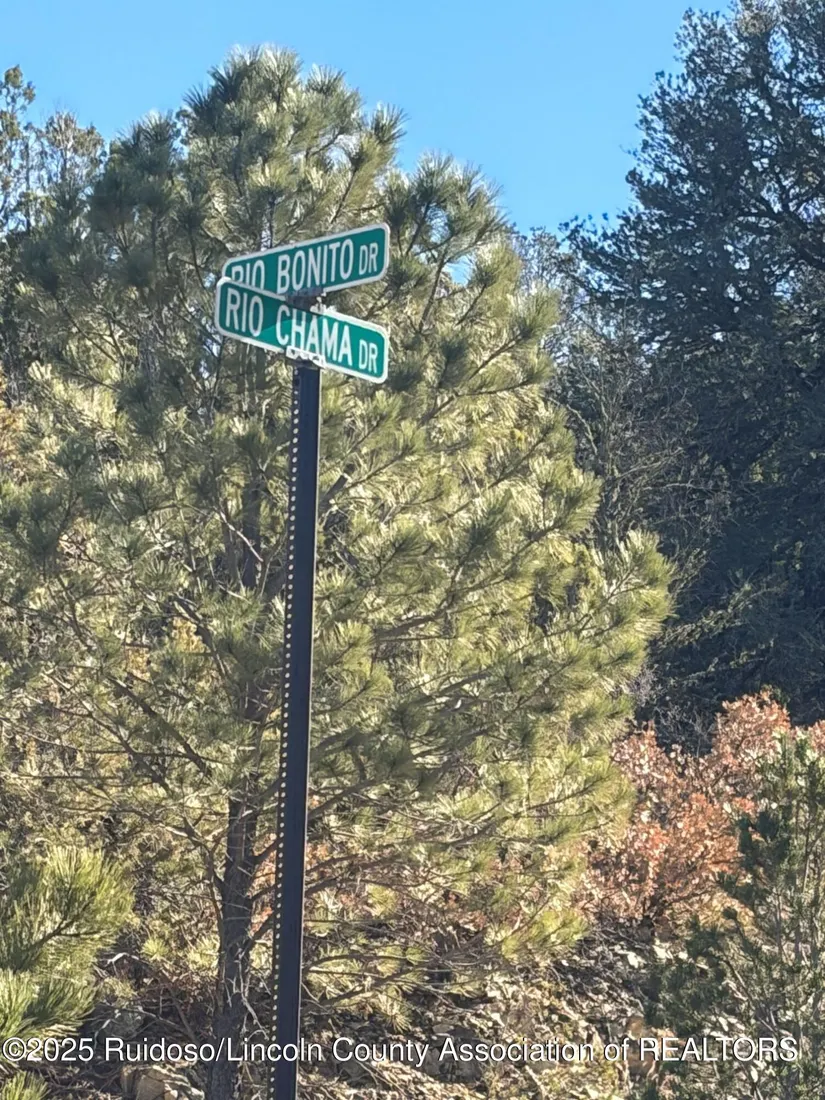 RIO BONITO DR
RIO CHAMA DR
©2025 Ruidoso/Lincoln County Association of REALTORS